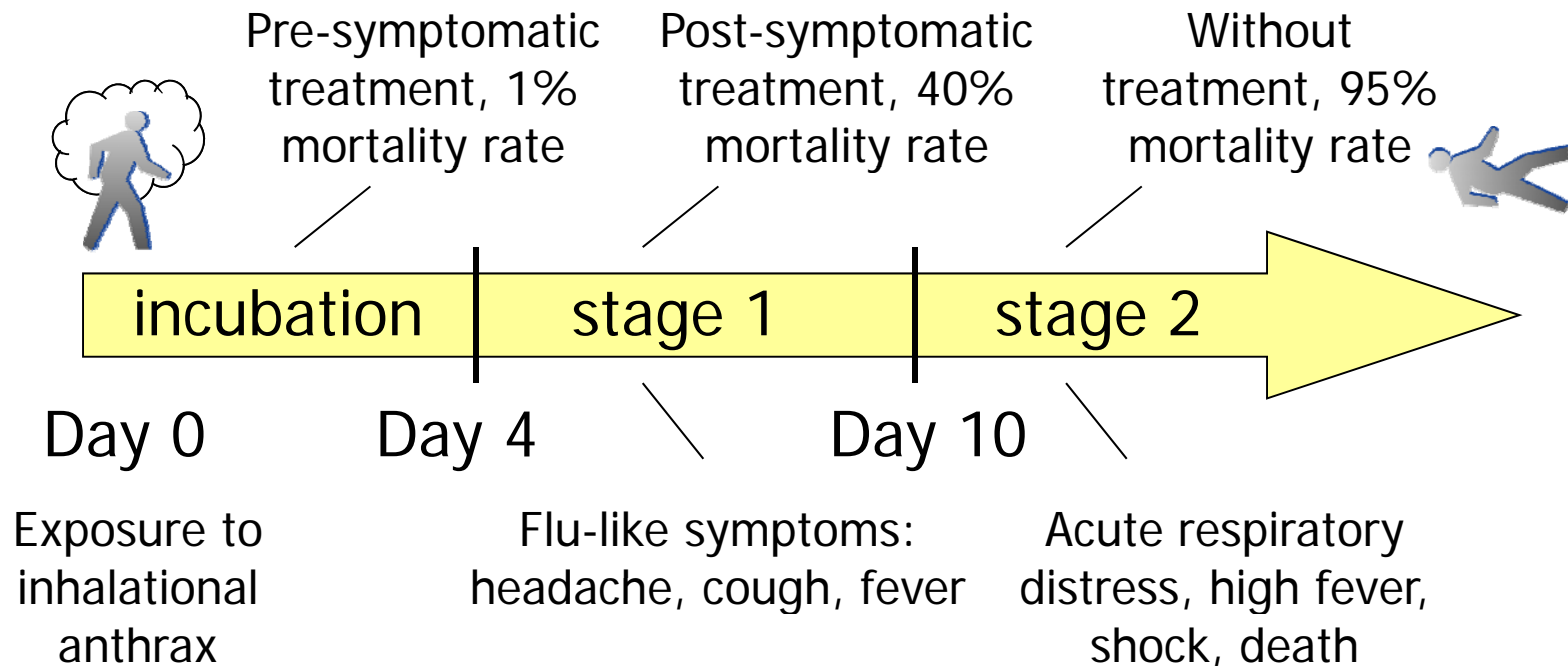 Pre-symptomatic
treatment, 1%
mortality rate
Post-symptomatic
treatment, 40%
mortality rate
Without
treatment, 95%
mortality rate
incubation
stage 1
stage 2
Day 0
Day 4
Day 10
Exposure to
inhalational
anthrax
Flu-like symptoms:
headache, cough, fever
Acute respiratory
distress, high fever,
shock, death